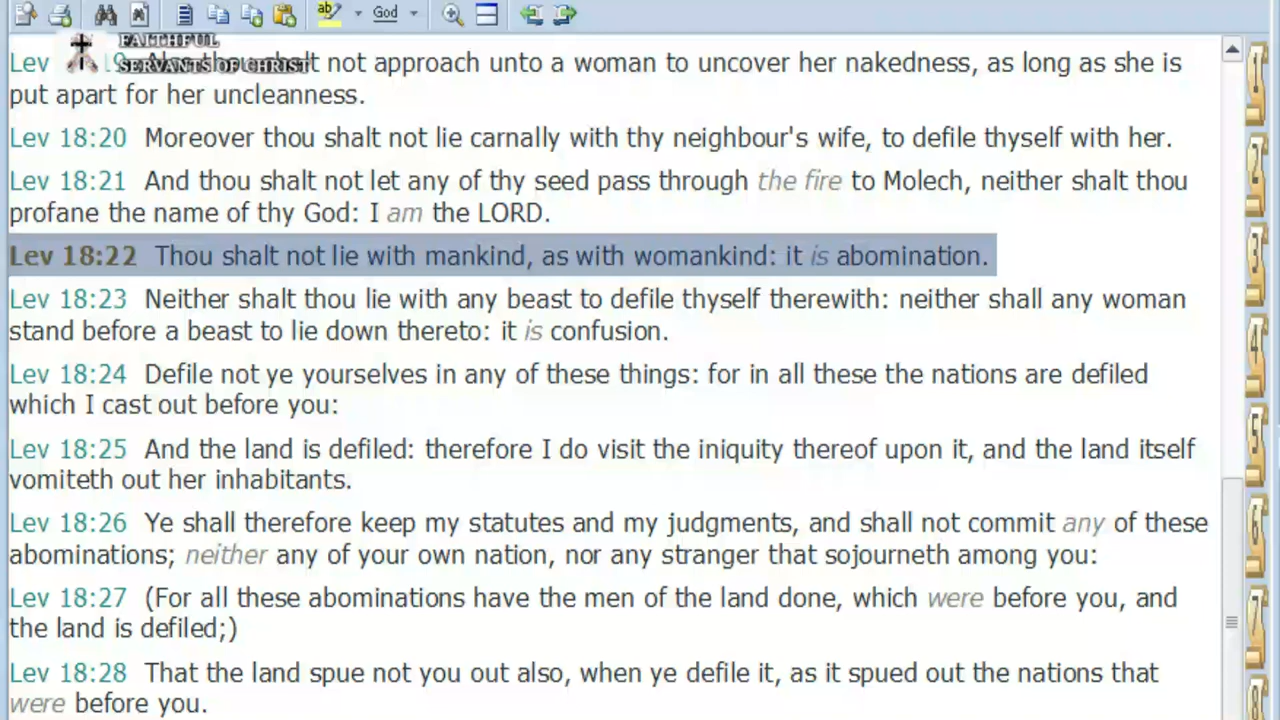 God
FAITHFUL
SERVANTS OF CHRIST
Lev 19 Also thou shalt not approach unto a woman to uncover her nakedness, as long as she is
put apart for her uncleanness.
Lev 18:20 Moreover thou shalt not lie carnally with thy neighbour's wife, to defile thyself with her.
Lev 18:21 And thou shalt not let any of thy seed pass through the fire to Molech, neither shalt thou
profane the name of thy God: I am the LORD.
Lev 18:22 Thou shalt not lie with mankind, as with womankind: it is abomination.
Lev 18:23 Neither shalt thou lie with any beast to defile thyself therewith: neither shall any woman
stand before a beast to lie down thereto: it is confusion.
Lev 18:24 Defile not ye yourselves in any of these things: for in all these the nations are defiled
which I cast out before you:
Lev 18:25 And the land is defiled: therefore I do visit the iniquity thereof upon it, and the land itself
vomiteth out her inhabitants.
Lev 18:26 Ye shall therefore keep my statutes and my judgments, and shall not commit any of these
abominations; neither any of your own nation, nor any stranger that sojourneth among you:
Lev 18:27 (For all these abominations have the men of the land done, which were before you, and
the land is defiled;)
Lev 18:28 That the land spue not you out also, when ye defile it, as it spued out the nations that
were before you.
1
2
3
4
5
6
7
8